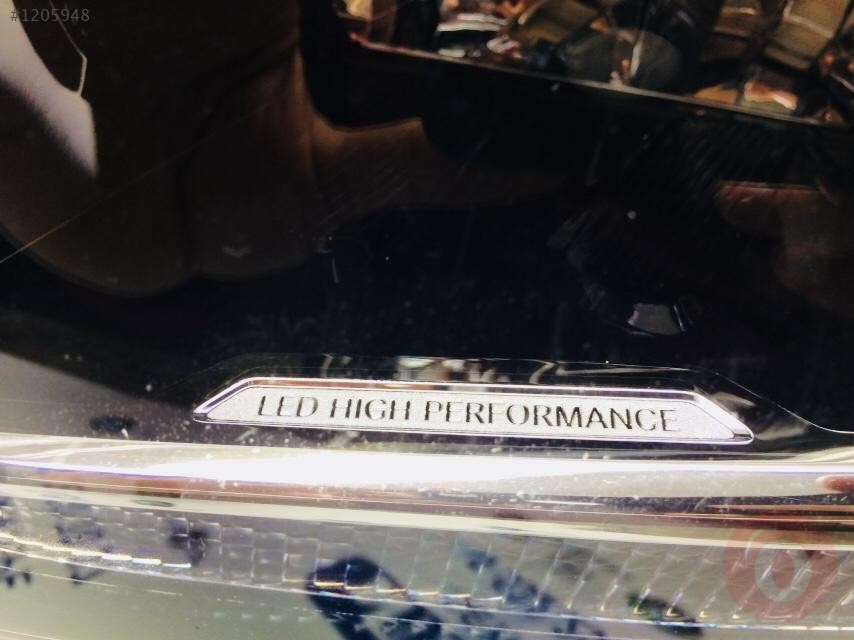 #1205948
LED HIGH PERFORMANCE